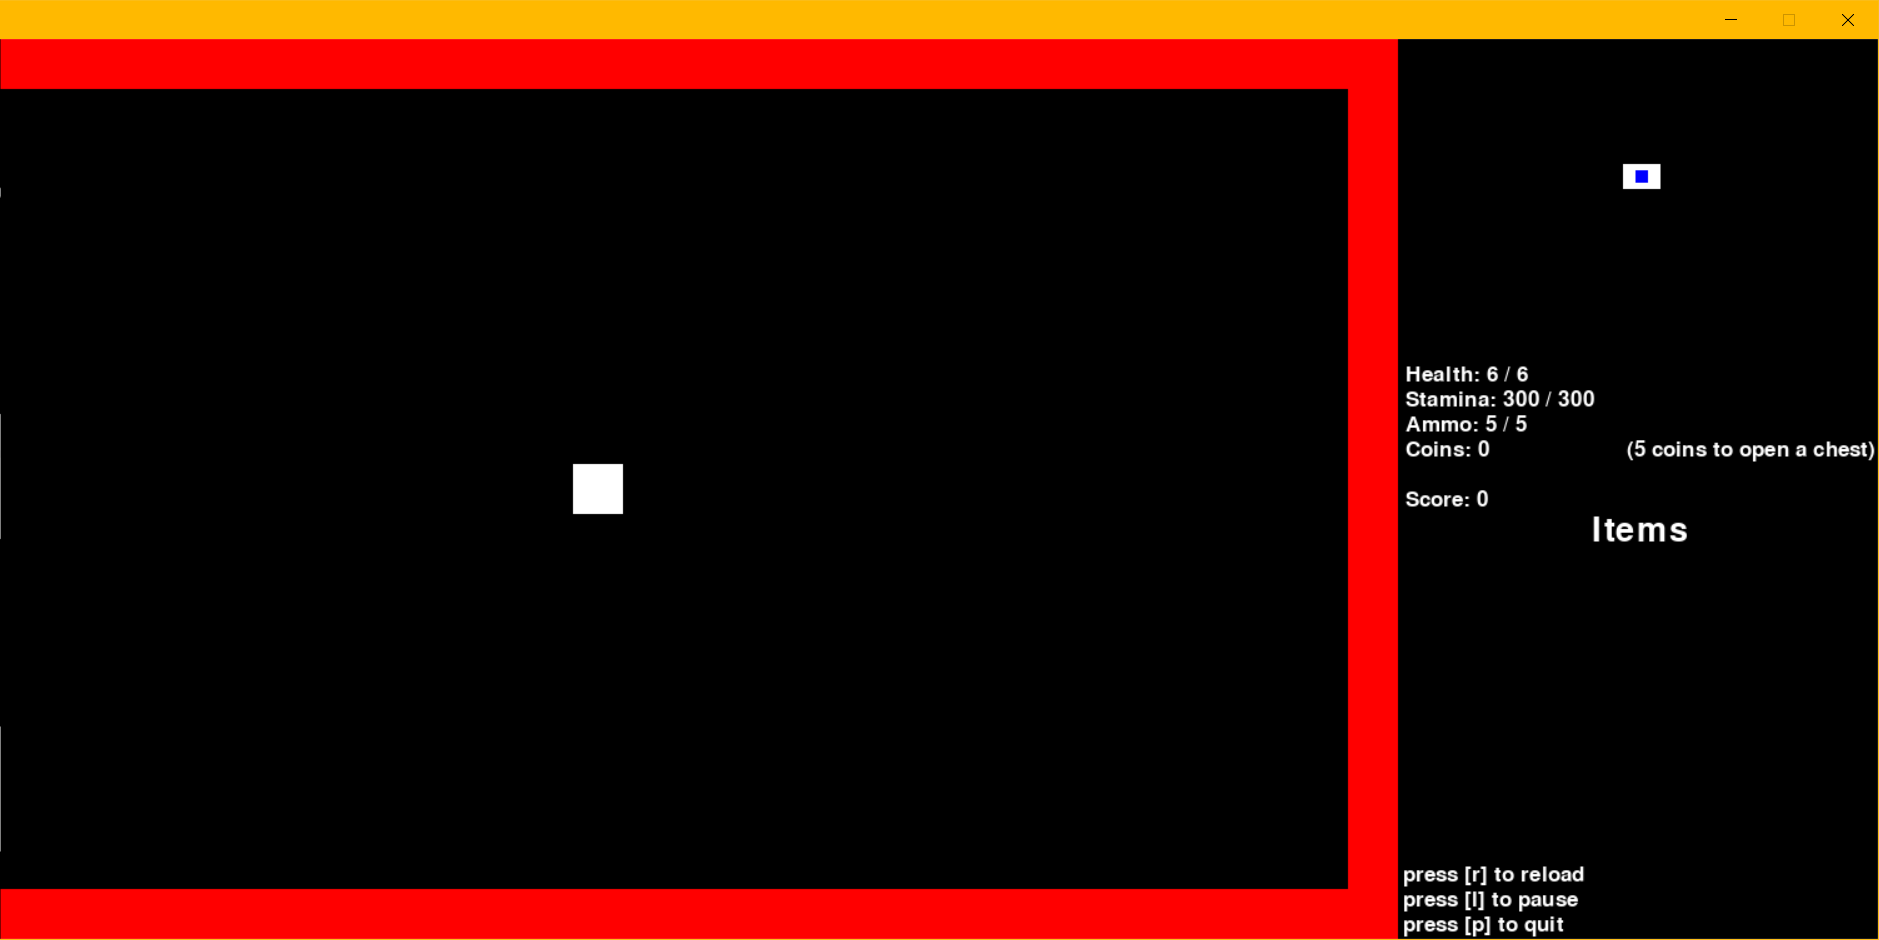 Health: 6 / 6
Stamina: 300 / 300
Ammo: 5 / 5
Coins: 0 (5 coins to open a chest)
Score: 0
Items
press [r] to reload
press [l] to pause
press [p] to quit